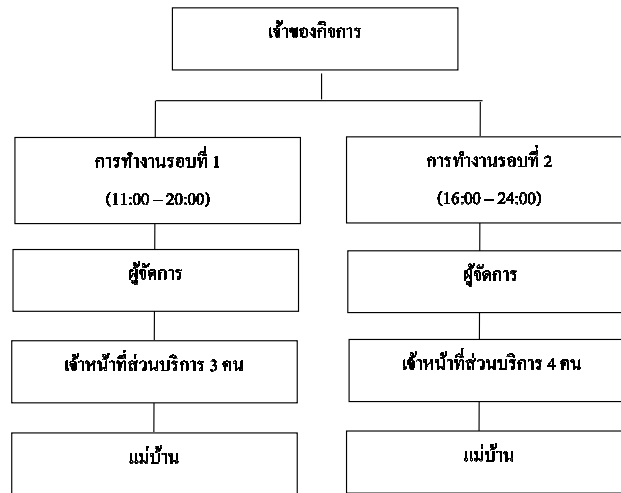 เจ้าของกิจการ
การทำงานรอบที่ 1
(11:00 – 20:00)
ผู้จัดการ
เจ้าหน้าที่ส่วนบริการ 3 คน
แม่บ้าน
การทำงานรอบที่ 2
(16:00 – 24:00)
ผู้จัดการ
เจ้าหน้าที่ส่วนบริการ 4 คน
แม่บ้าน